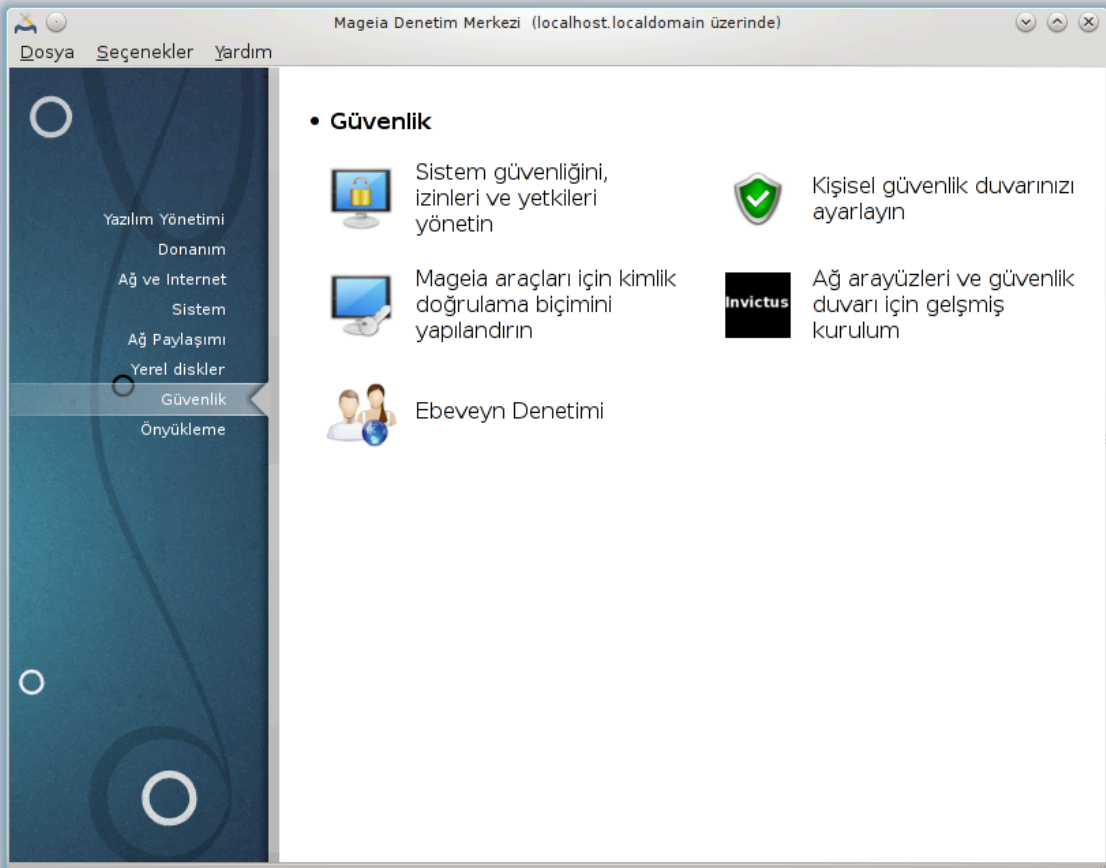 Mageia Denetim Merkezi (localhost.localdomain üzerinde)
Dosya Seçenekler Yardım
Yazılım Yönetimi
Donanım
Ağ ve Internet
Sistem
Ağ Paylaşımı
Yerel diskler
Güvenlik
Önyükleme
• Güvenlik
Sistem güvenliğini,
izinleri ve yetkileri
yönetin
Kişisel güvenlik duvarınızı
ayarlayın
Mageia araçları için kimlik
doğrulama biçimini
yapılandırın
Invictus
Ağ arayüzleri ve güvenlik
duvarı için gelşmiş
kurulum
Ebeveyn Denetimi